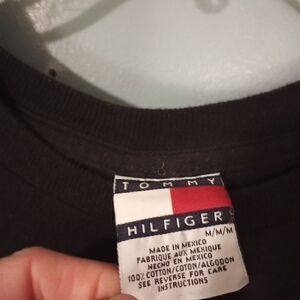 TOMMY
HILFIGER
M/M/M
MADE IN MEXICO
FABRIQUE AUX MEXIQUE
HECHO EN MEXICO
100% COTTON/COTON/ALGODON
SEE REVERSE FOR CARE
INSTRUCTIONS